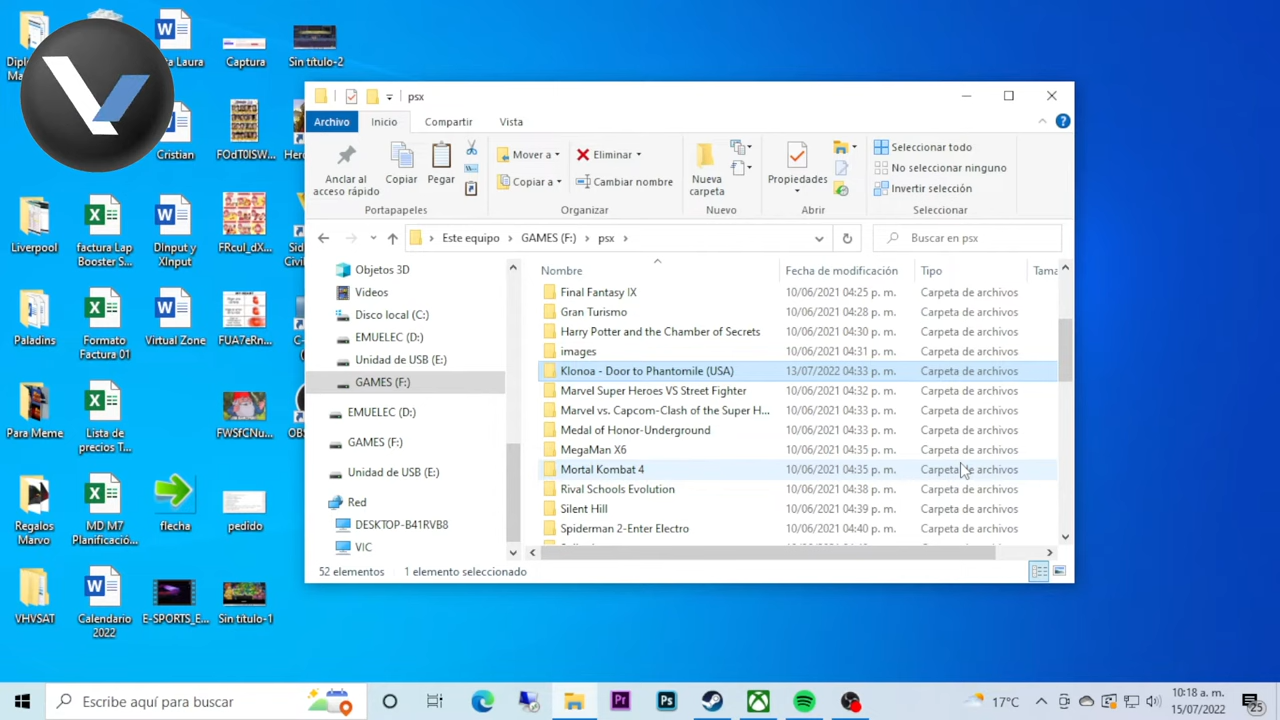 Captura
Sin título-2
Cristian
FOdT0lSW...
Liverpool
factura Lap
Booster S...
DInput y
XInput
Paladins
Formato
Factura 01
Virtual Zone
FUA7eRn...
Para Meme
Lista de
precios T...
FWSfCNu...
Regalos
Marvo
MD M7
Planificació...
flecha
pedido
VHVSAT
Calendario
2022
E-SPORTS_E...
Sin título-1
psx
Archivo
Inicio
Compartir
Vista
Anclar al
acceso rápido
Copiar
Pegar
Portapapeles
Mover a
Copiar a
Eliminar
Cambiar nombre
Organizar
Nueva
carpeta
Nuevo
Propiedades
Abrir
Seleccionar todo
No seleccionar ninguno
Invertir selección
Seleccionar
Este equipo > GAMES (F:) > psx >
Buscar en psx
Objetos 3D
Videos
Disco local (C:)
EMUELEC (D:)
Unidad de USB (E:)
GAMES (F:)
EMUELEC (D:)
GAMES (F:)
Unidad de USB (E:)
Red
DESKTOP-B41RVB8
VIC
Nombre Fecha de modificación Tipo Tama
Final Fantasy IX 10/06/2021 04:25 p. m. Carpeta de archivos
Gran Turismo 10/06/2021 04:28 p. m. Carpeta de archivos
Harry Potter and the Chamber of Secrets 10/06/2021 04:30 p. m. Carpeta de archivos
images 10/06/2021 04:31 p. m. Carpeta de archivos
Klonoa - Door to Phantomile (USA) 13/07/2022 04:33 p. m. Carpeta de archivos
Marvel Super Heroes VS Street Fighter 10/06/2021 04:32 p. m. Carpeta de archivos
Marvel vs. Capcom-Clash of the Super H... 10/06/2021 04:33 p. m. Carpeta de archivos
Medal of Honor-Underground 10/06/2021 04:33 p. m. Carpeta de archivos
MegaMan X6 10/06/2021 04:35 p. m. Carpeta de archivos
Mortal Kombat 4 10/06/2021 04:35 p. m. Carpeta de archivos
Rival Schools Evolution 10/06/2021 04:38 p. m. Carpeta de archivos
Silent Hill 10/06/2021 04:39 p. m. Carpeta de archivos
Spiderman 2-Enter Electro 10/06/2021 04:40 p. m. Carpeta de archivos
52 elementos 1 elemento seleccionado
Escribe aquí para buscar
Pr
Ps
17°C
10:18 a. m.
15/07/2022
25